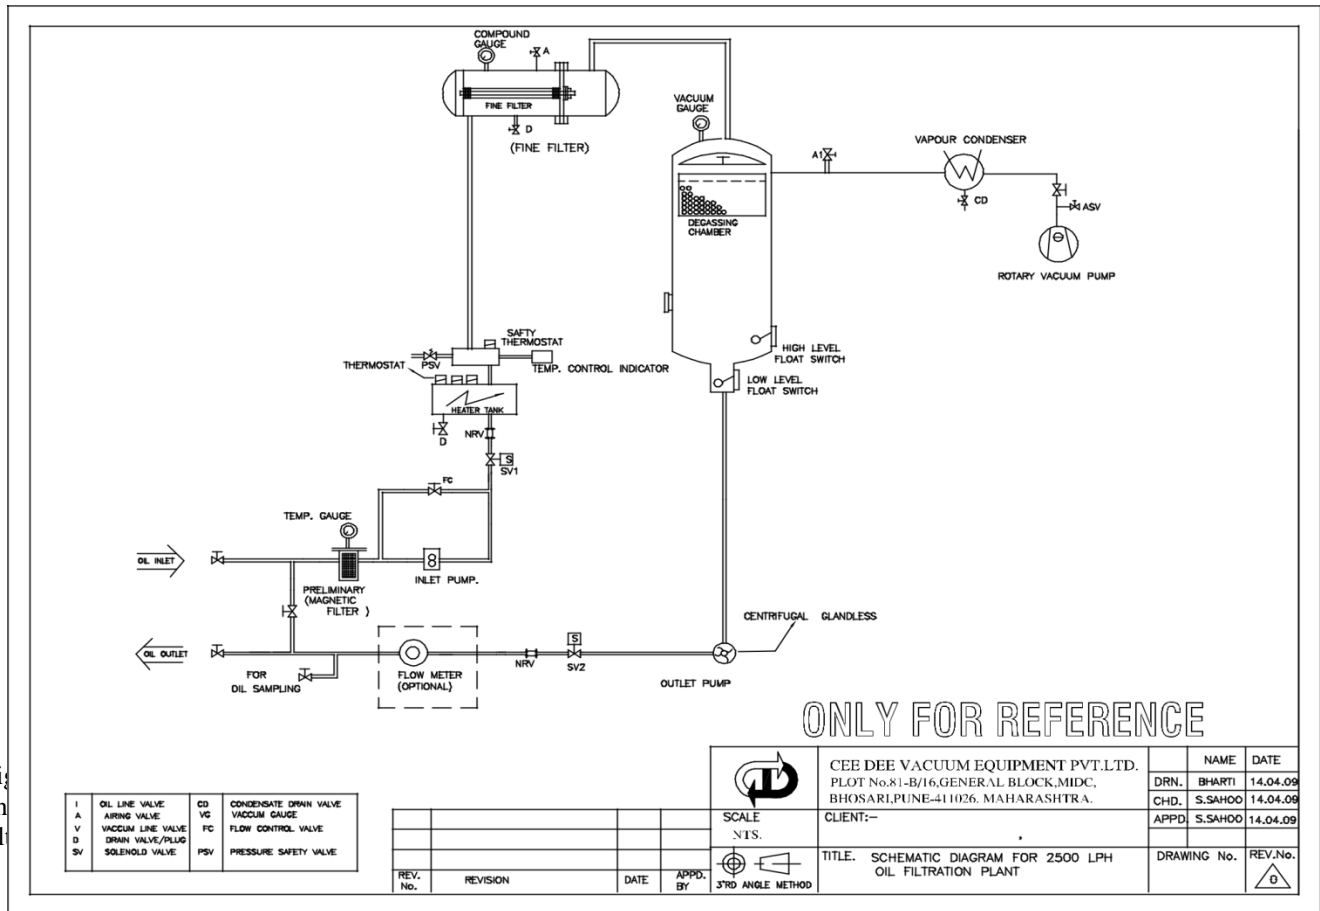 COMPOUND
GAUGE
A
FINE FILTER
D
(FINE FILTER)
VACUUM
GAUGE
DEGASSING
CHAMBER
A1
VAPOUR CONDENSER
CD
ASV
ROTARY VACUUM PUMP
HIGH LEVEL
FLOAT SWITCH
LOW LEVEL
FLOAT SWITCH
SAFTY
THERMOSTAT
PSV
TEMP. CONTROL INDICATOR
THERMOSTAT
HEATER TANK
D
NRV
S
SV1
FC
TEMP. GAUGE
OIL INLET
PRELIMINARY
(MAGNETIC
FILTER )
INLET PUMP.
CENTRIFUGAL GLANDLESS
OIL OUTLET
FOR
OIL SAMPLING
FLOW METER
(OPTIONAL)
NRV
S
SV2
OUTLET PUMP
ONLY FOR REFERENCE
I OIL LINE VALVE CD CONDENSATE DRAIN VALVE
A AIRING VALVE VG VACCUM GAUGE
V VACCUM LINE VALVE FC FLOW CONTROL VALVE
D DRAIN VALVE/PLUG
SV SOLENOLD VALVE PSV PRESSURE SAFETY VALVE
REV. No. REVISION DATE APPD. BY
D
SCALE
NTS.
3'RD ANGLE METHOD
CEE DEE VACUUM EQUIPMENT PVT.LTD.
PLOT No.81-B/16,GENERAL BLOCK,MIDC,
BHOSARI,PUNE-411026. MAHARASHTRA.
CLIENT:-
TITLE. SCHEMATIC DIAGRAM FOR 2500 LPH
OIL FILTRATION PLANT
NAME DATE
DRN. BHARTI 14.04.09
CHD. S.SAHOO 14.04.09
APPD. S.SAHOO 14.04.09
DRAWING No. REV.No.
0